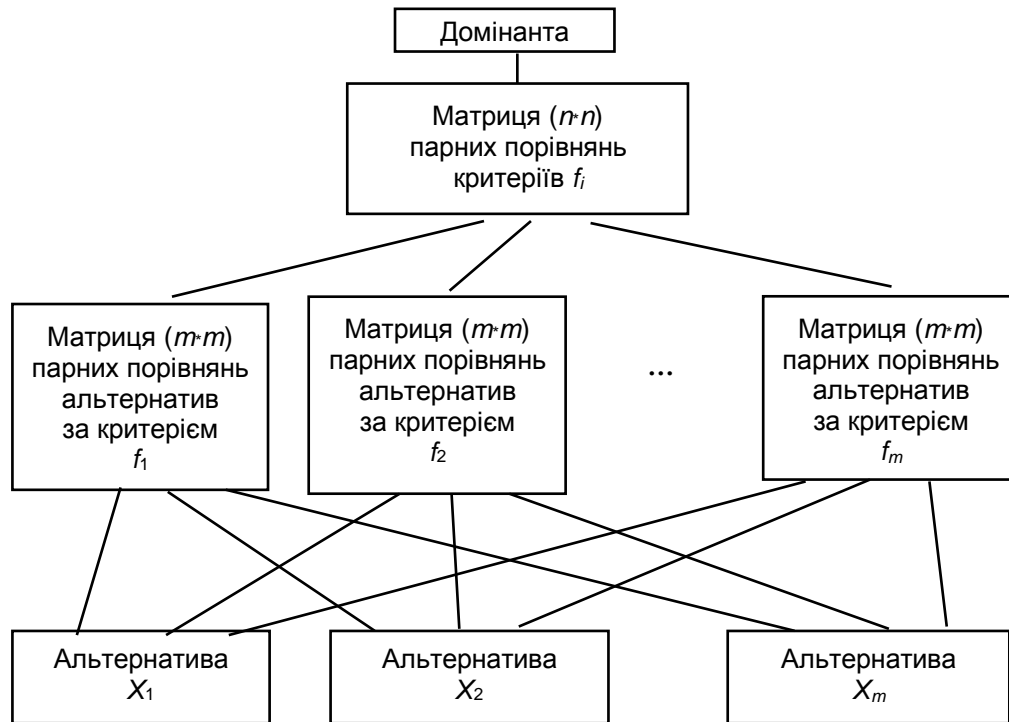 Домінанта
Матриця (n*n)
парних порівнянь
критеріїв fi
Матриця (m*m)
парних порівнянь
альтернатив
за критерієм
f1
Матриця (m*m)
парних порівнянь
альтернатив
за критерієм
f2
...
Матриця (m*m)
парних порівнянь
альтернатив
за критерієм
fm
Альтернатива
X1
Альтернатива
X2
Альтернатива
Xm